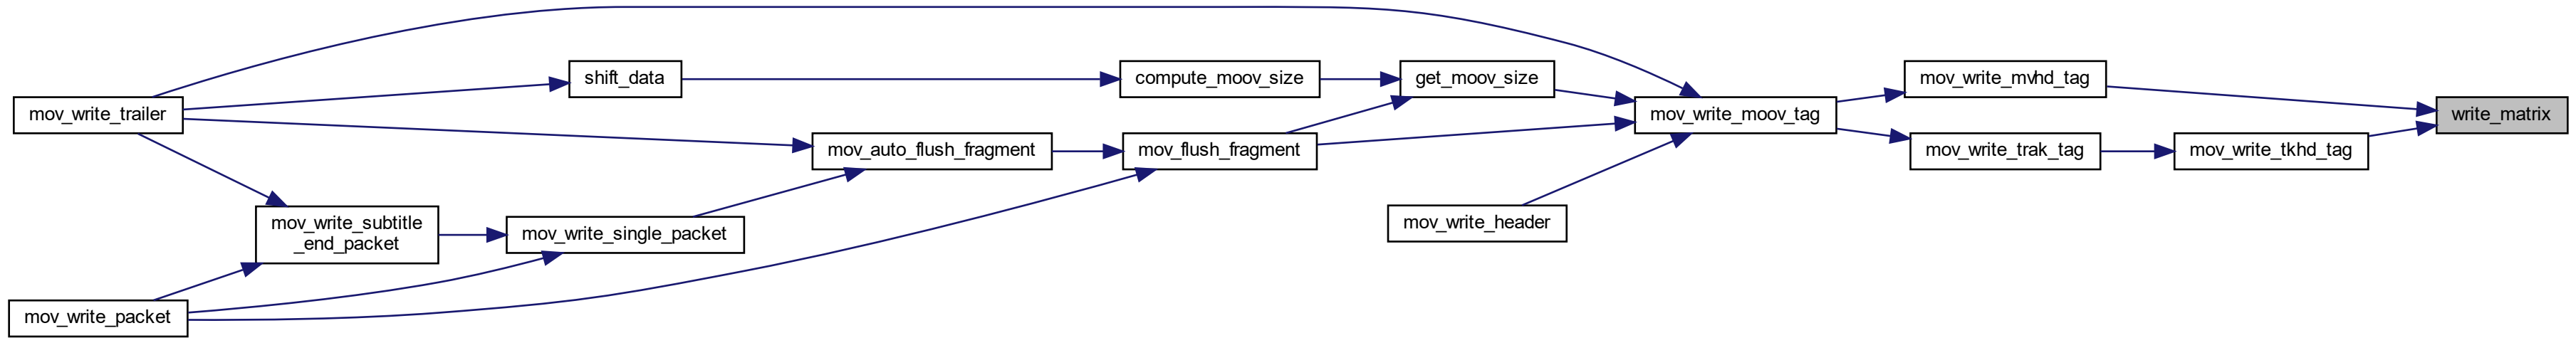 mov_write_trailer
shift_data
compute_moov_size
get_moov_size
mov_write_moov_tag
mov_write_mvhd_tag
write_matrix
mov_auto_flush_fragment
mov_flush_fragment
mov_write_trak_tag
mov_write_tkhd_tag
mov_write_subtitle
_end_packet
mov_write_single_packet
mov_write_header
mov_write_packet